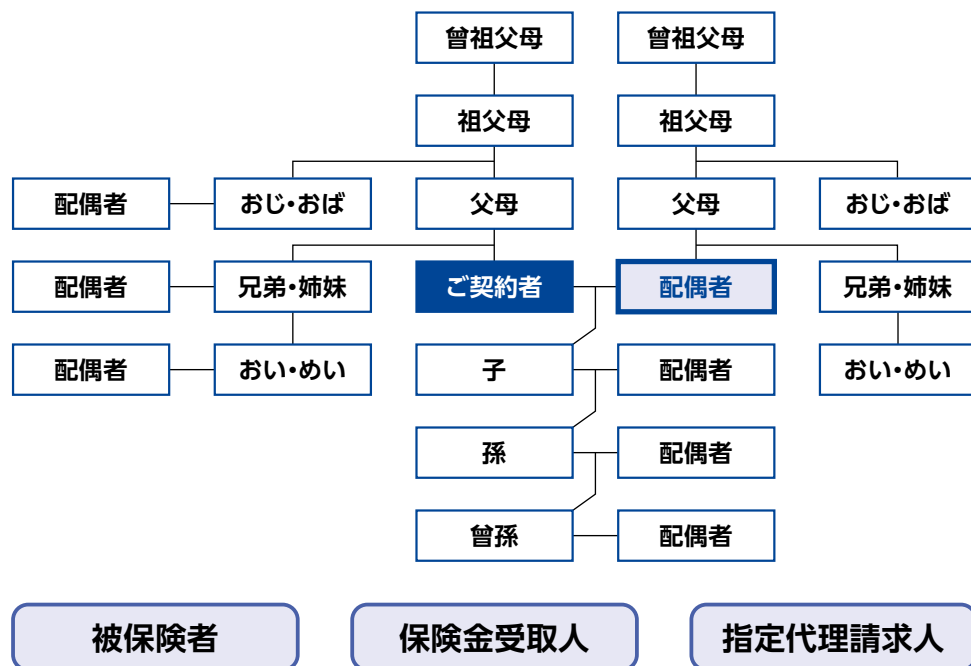 曾祖父母 曾祖父母
祖父母 祖父母
配偶者 おじ・おば 父母 父母 おじ・おば
配偶者 兄弟・姉妹 ご契約者 配偶者 兄弟・姉妹
配偶者 おい・めい 子 配偶者 おい・めい
孫 配偶者
曾孫 配偶者
被保険者 保険金受取人 指定代理請求人